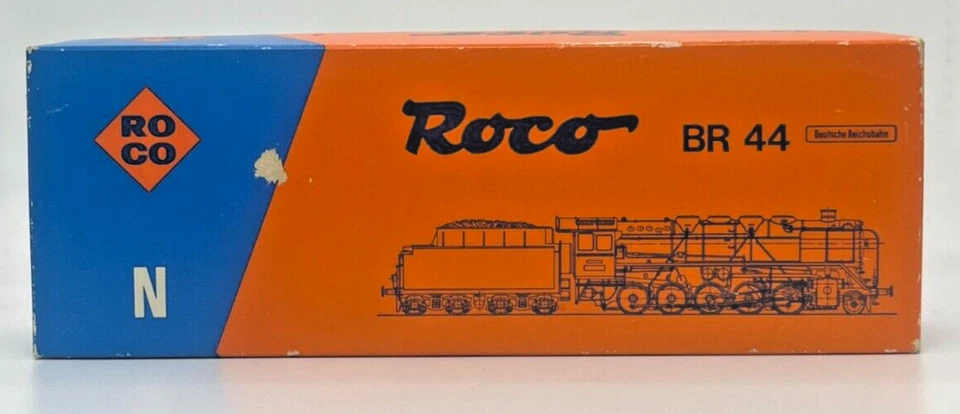 RO
CO
N
Roco
BR 44
Deutsche Reichsbahn